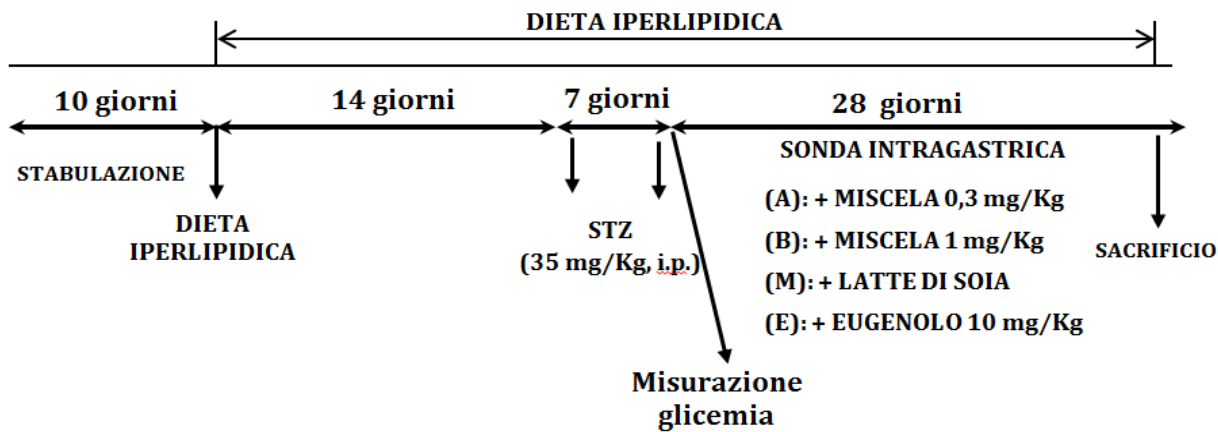 DIETA IPERLIPIDICA
10 giorni
14 giorni
7 giorni
28 giorni
STABULAZIONE
DIETA
IPERLIPIDICA
STZ
(35 mg/Kg, i.p.)
SONDA INTRAGASTRICA
(A): + MISCELA 0,3 mg/Kg
(B): + MISCELA 1 mg/Kg
(M): + LATTE DI SOIA
(E): + EUGENOLO 10 mg/Kg
SACRIFICIO
Misurazione
glicemia